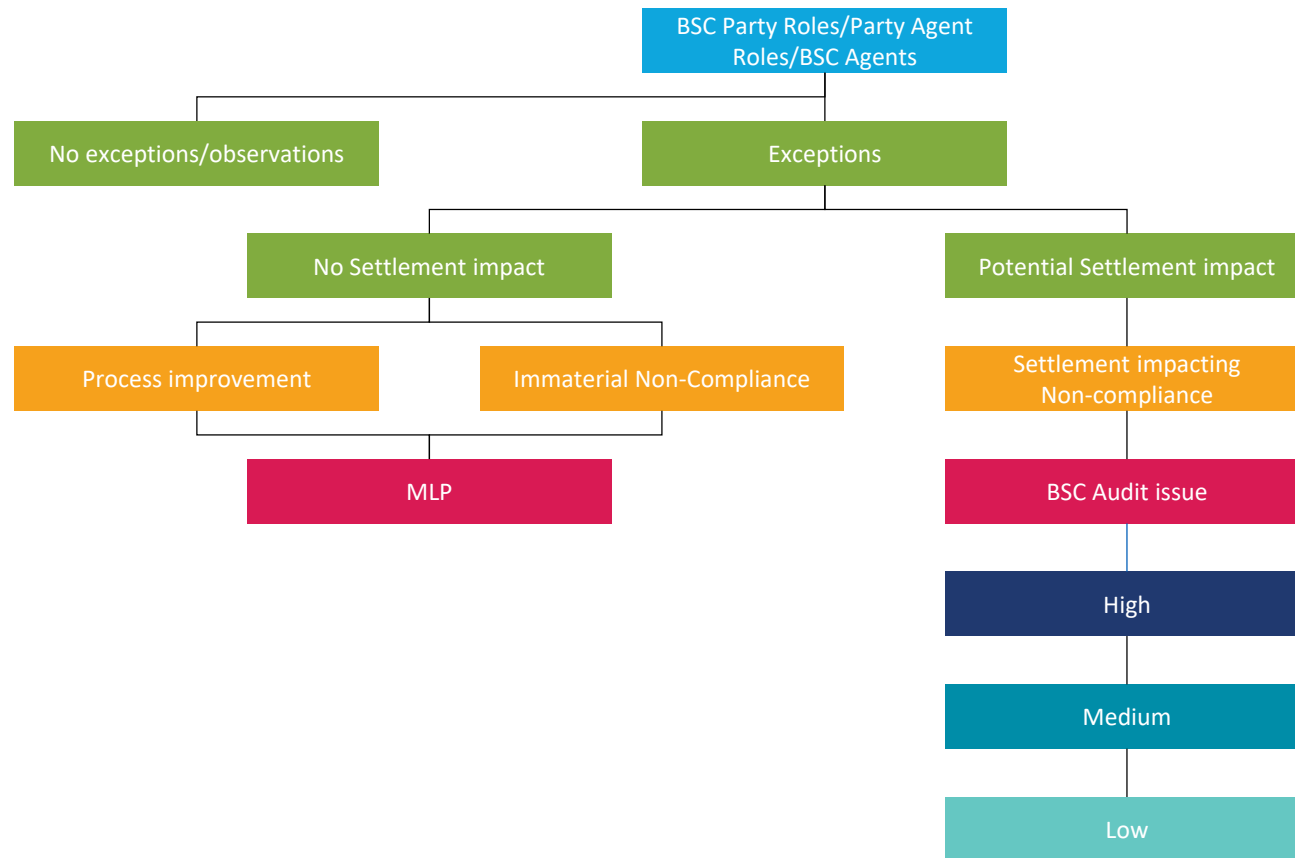 BSC Party Roles/Party Agent
Roles/BSC Agents
No exceptions/observations
Exceptions
No Settlement impact
Potential Settlement impact
Process improvement
Immaterial Non-Compliance
Settlement impacting
Non-compliance
MLP
BSC Audit issue
High
Medium
Low